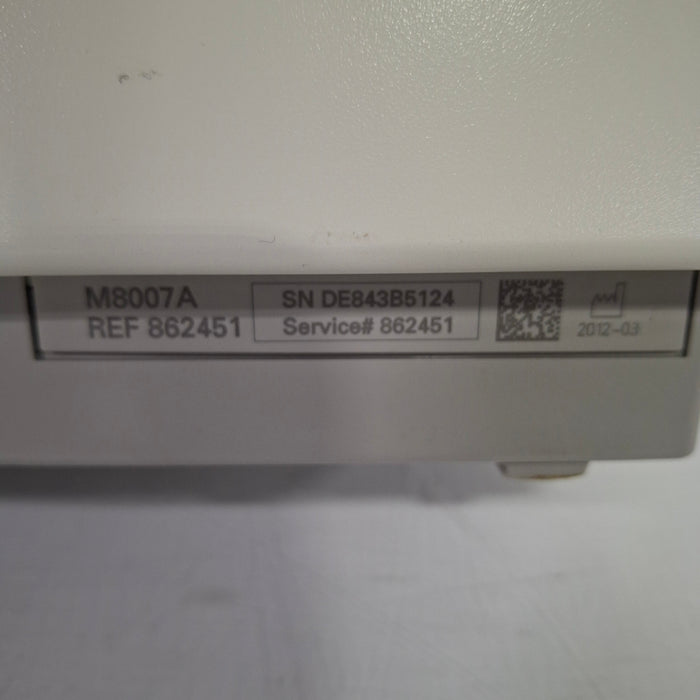 M8007A
REF 862451
SN DE843B5124
Service# 862451
2012-03